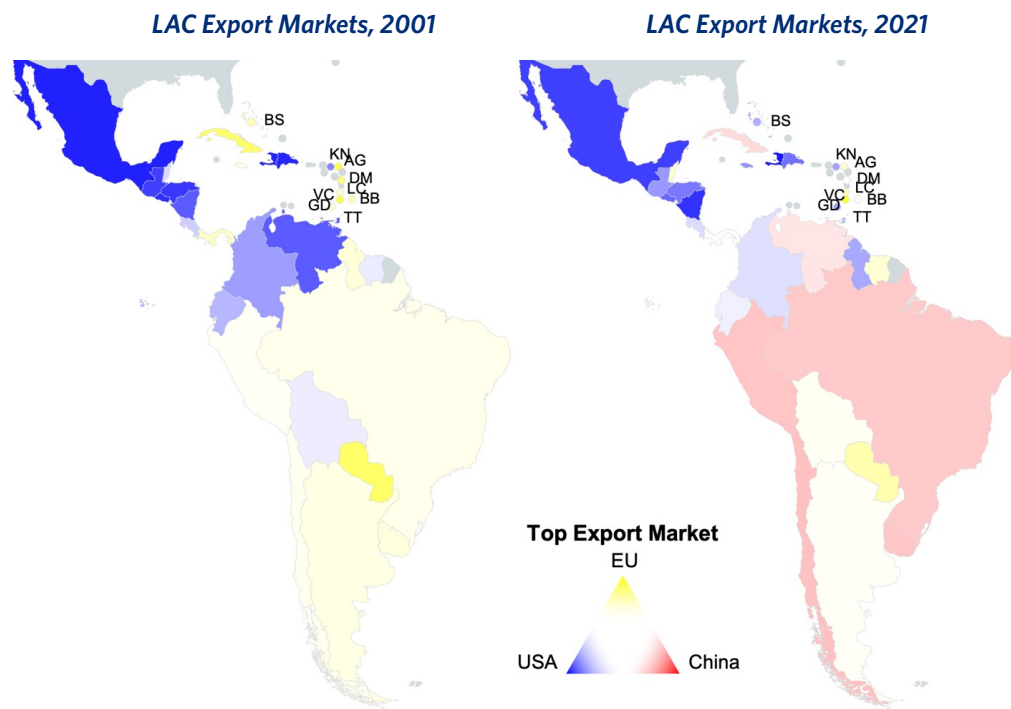 LAC Export Markets, 2001
LAC Export Markets, 2021
BS
KN
AG
DM
LC
VC
BB
GD
TT
BS
KN
AG
DM
LC
VC
BB
GD
TT
Top Export Market
EU
USA
China